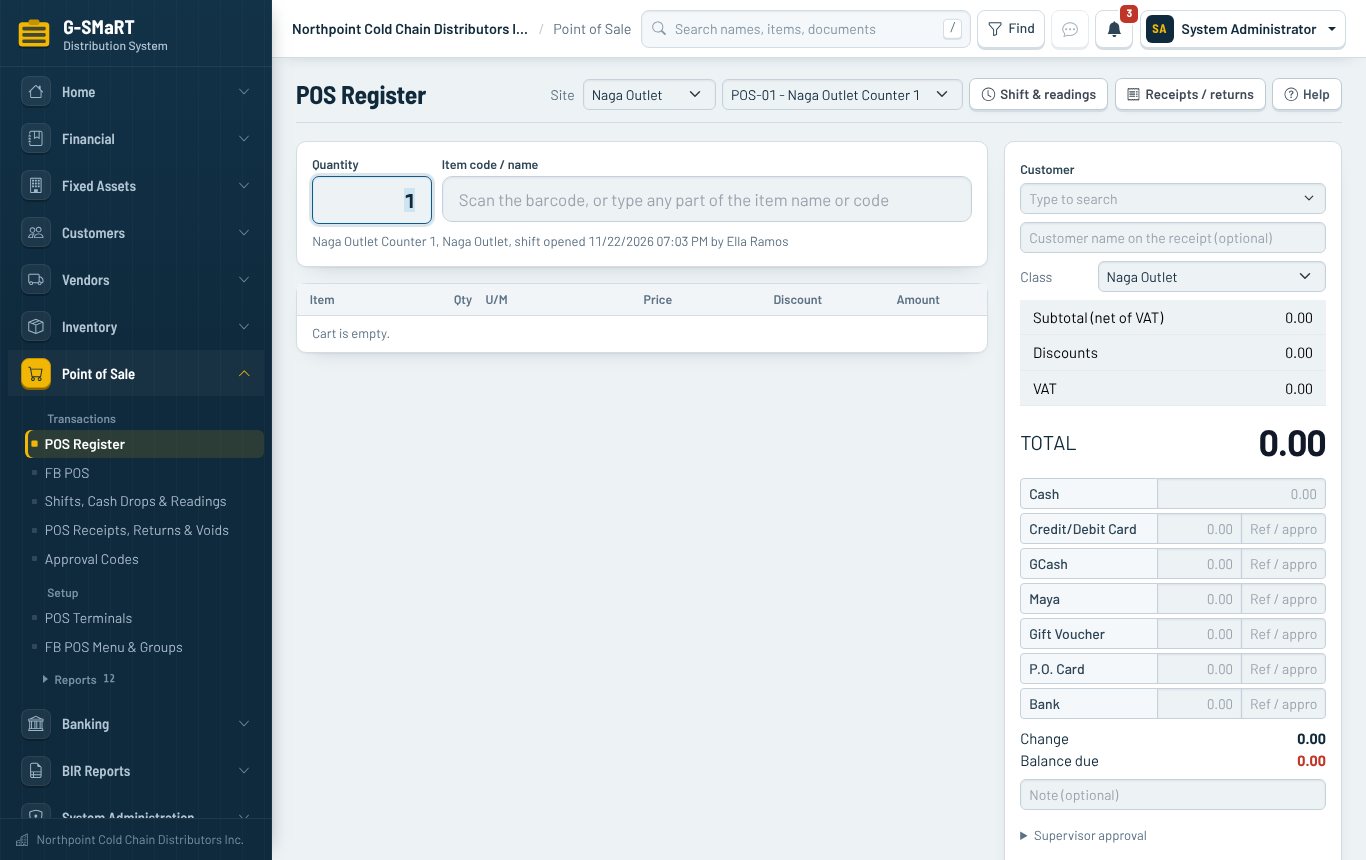 G-SMaRT
Distribution System
Northpoint Cold Chain Distributors I... / Point of Sale
Search names, items, documents /
Find
3
SA System Administrator
Home
Financial
Fixed Assets
Customers
Vendors
Inventory
Point of Sale
Transactions
POS Register
FB POS
Shifts, Cash Drops & Readings
POS Receipts, Returns & Voids
Approval Codes
Setup
POS Terminals
FB POS Menu & Groups
Reports 12
Banking
BIR Reports
System Administration
Northpoint Cold Chain Distributors Inc.
POS Register
Site Naga Outlet POS-01 - Naga Outlet Counter 1 Shift & readings Receipts / returns Help
Quantity Item code / name
1 Scan the barcode, or type any part of the item name or code
Naga Outlet Counter 1, Naga Outlet, shift opened 11/22/2026 07:03 PM by Ella Ramos
Item Qty U/M Price Discount Amount
Cart is empty.
Customer
Type to search
Customer name on the receipt (optional)
Class Naga Outlet
Subtotal (net of VAT) 0.00
Discounts 0.00
VAT 0.00
TOTAL 0.00
Cash 0.00
Credit/Debit Card 0.00 Ref / appro
GCash 0.00 Ref / appro
Maya 0.00 Ref / appro
Gift Voucher 0.00 Ref / appro
P.O. Card 0.00 Ref / appro
Bank 0.00 Ref / appro
Change 0.00
Balance due 0.00
Note (optional)
Supervisor approval